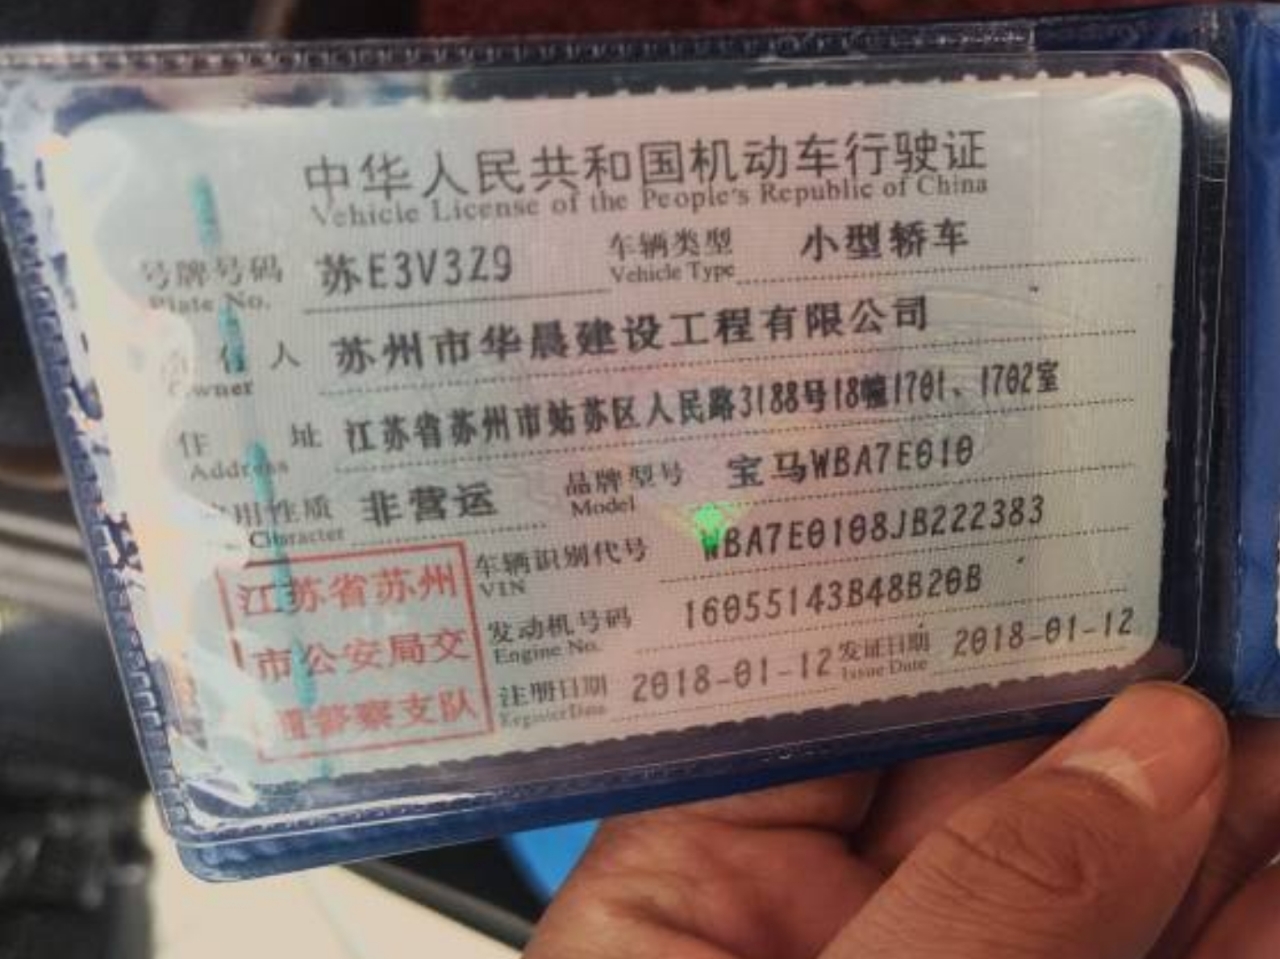 中华人民共和国机动车行驶证
Vehicle License of the People's Republic of China
号牌号码 苏E3V3Z9 车辆类型 小型轿车
Plate No. Vehicle Type
有人 苏州市华晨建设工程有限公司
Owner
住址 江苏省苏州市姑苏区人民路3188号18幢1701、1702室
Address
用性质 非营运 品牌型号 宝马WBA7E010
Character Model
车辆识别代号 WBA7E0108JB222383
VIN
发动机号码 16055143B48B20B
Engine No.
注册日期 2018-01-12 发证日期 2018-01-12
Register Date Issue Date
江苏省苏州
市公安局交
警察支队